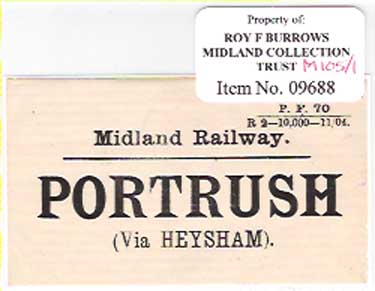 Property of:
ROY F BURROWS
MIDLAND COLLECTION
TRUST M105/1
Item No. 09688
P. F. 70
R 2—10,000—11/04.
Midland Railway.
PORTRUSH
(Via HEYSHAM).